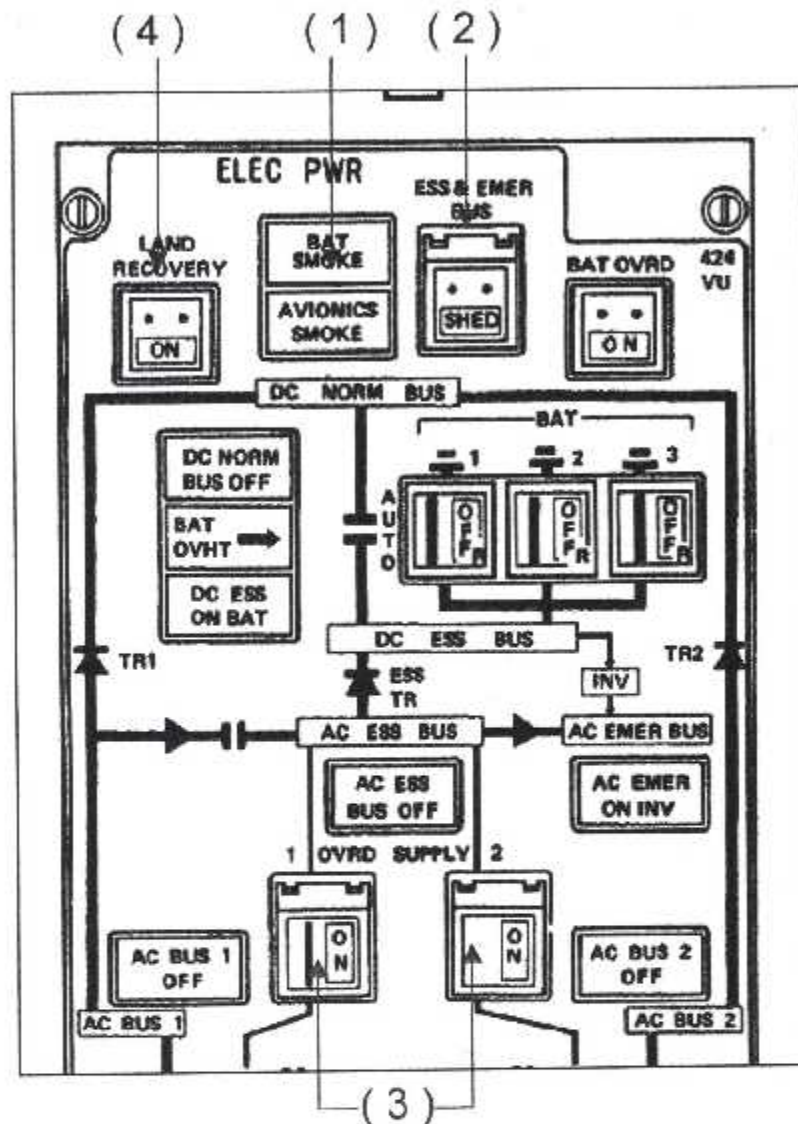 (4) (1) (2)
ELEC PWR
ESS & EMER
BUS
LAND
RECOVERY
BAT
SMOKE
AVIONICS
SMOKE
SHED
ON
BAT OVRD
ON
424
VU
DC NORM BUS
BAT
1 2 3
DC NORM
BUS OFF
BAT
OVHT
DC ESS
ON BAT
AUTO
OFF R
OFF R
OFF R
DC ESS BUS
TR1
ESS
TR
INV
TR2
AC ESS BUS
AC EMER BUS
AC ESS
BUS OFF
AC EMER
ON INV
1 OVRD SUPPLY 2
ON
ON
AC BUS 1
OFF
AC BUS 2
OFF
AC BUS 1
AC BUS 2
(3)